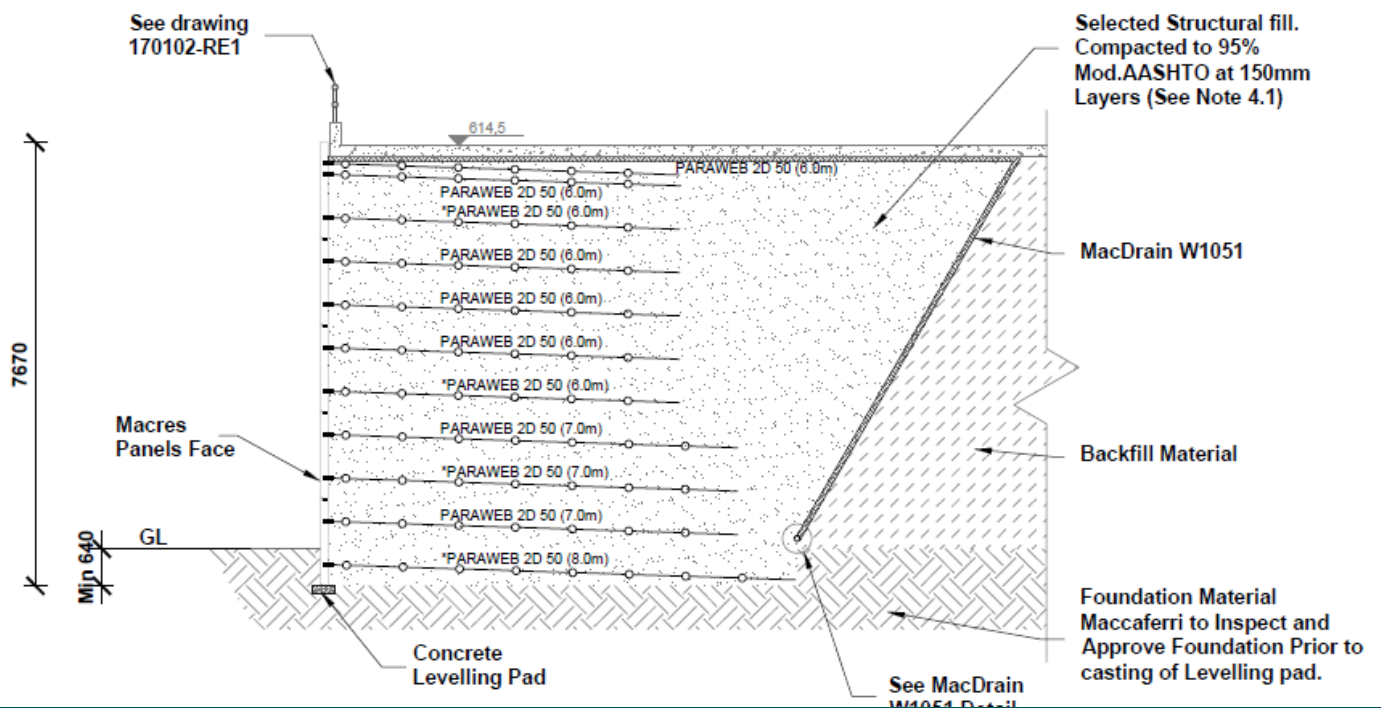 See drawing
170102-RE1
Selected Structural fill.
Compacted to 95%
Mod.AASHTO at 150mm
Layers (See Note 4.1)
614,5
PARAWEB 2D 50 (6.0m)
PARAWEB 2D 50 (6.0m)
*PARAWEB 2D 50 (6.0m)
PARAWEB 2D 50 (6.0m)
MacDrain W1051
PARAWEB 2D 50 (6.0m)
PARAWEB 2D 50 (6.0m)
7670
*PARAWEB 2D 50 (6.0m)
Macres
Panels Face
PARAWEB 2D 50 (7.0m)
Backfill Material
*PARAWEB 2D 50 (7.0m)
PARAWEB 2D 50 (7.0m)
GL
Min 640
*PARAWEB 2D 50 (8.0m)
Foundation Material
Maccaferri to Inspect and
Approve Foundation Prior to
casting of Levelling pad.
Concrete
Levelling Pad
See MacDrain
W1051 Detail